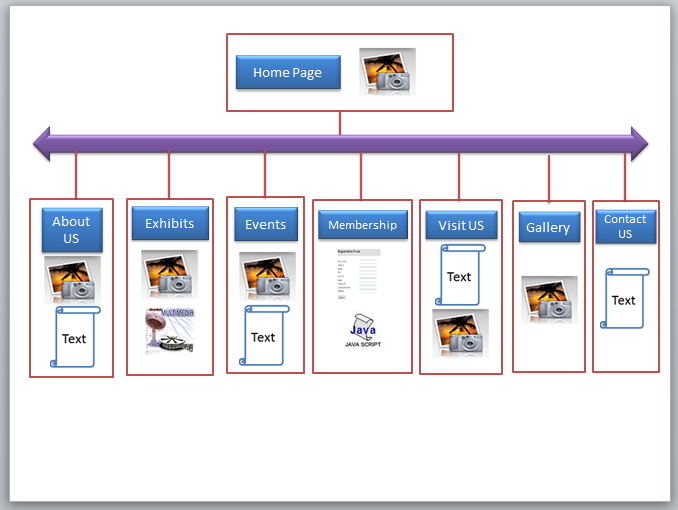 Home Page
About
US
Exhibits
Events
Membership
Visit US
Gallery
Contact
US
Text
MULTIMEDIA
Text
Text
Registration Form
Java
JAVA SCRIPT
Text